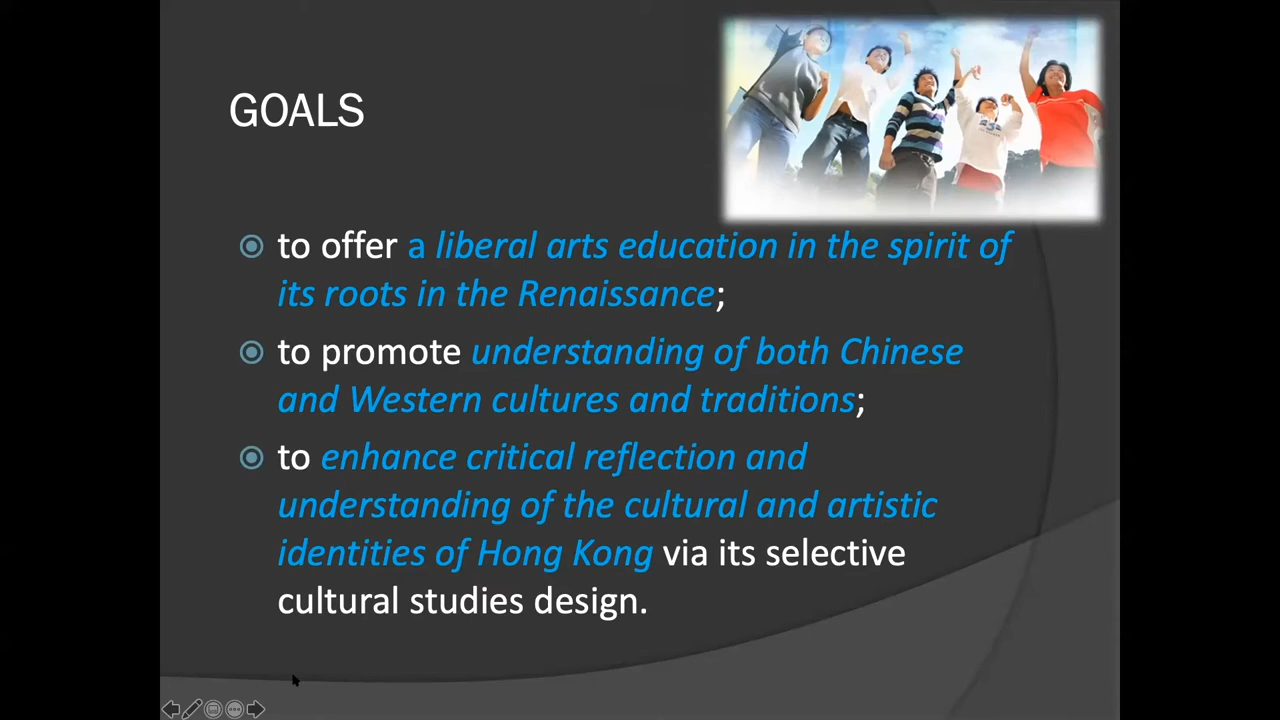 GOALS
to offer a liberal arts education in the spirit of
its roots in the Renaissance;
to promote understanding of both Chinese
and Western cultures and traditions;
to enhance critical reflection and
understanding of the cultural and artistic
identities of Hong Kong via its selective
cultural studies design.